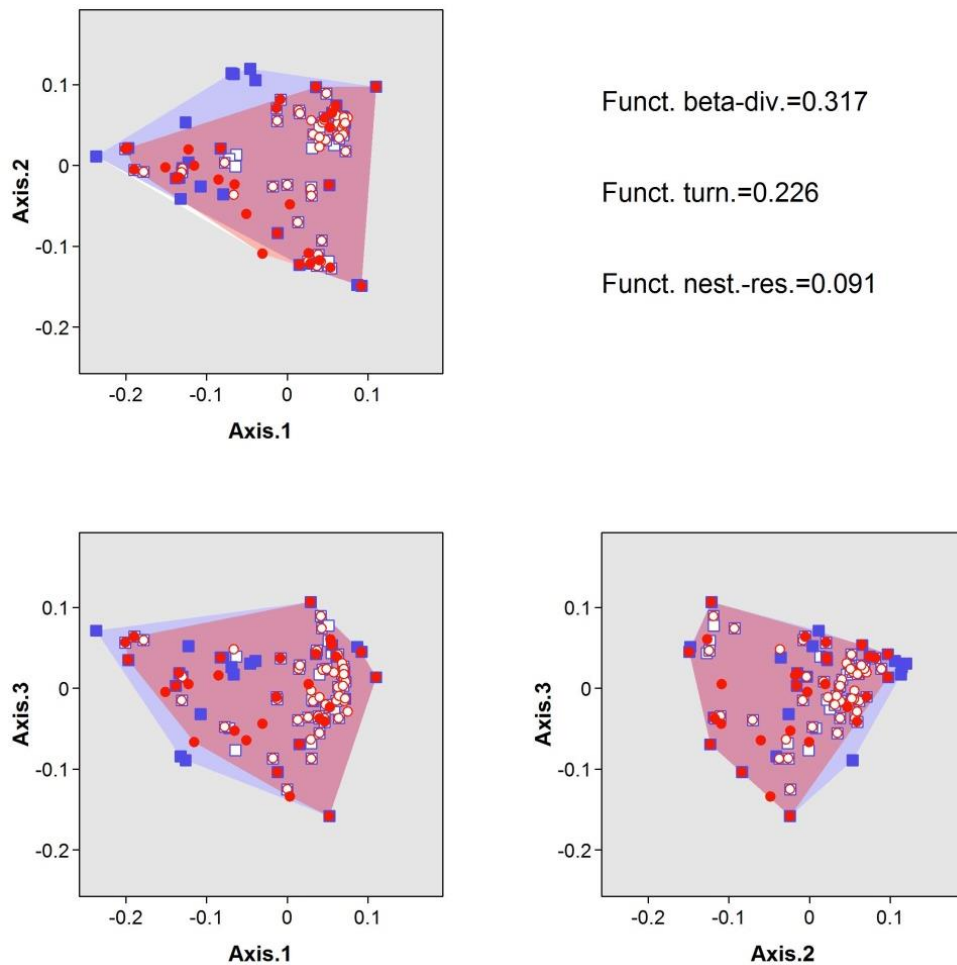 0.1
0
-0.1
-0.2
Axis.2
-0.2 -0.1 0 0.1
Axis.1
Funct. beta-div.=0.317
Funct. turn.=0.226
Funct. nest.-res.=0.091
0.1
0
-0.1
-0.2
Axis.3
-0.2 -0.1 0 0.1
Axis.1
0.1
0
-0.1
-0.2
Axis.3
-0.2 -0.1 0 0.1
Axis.2